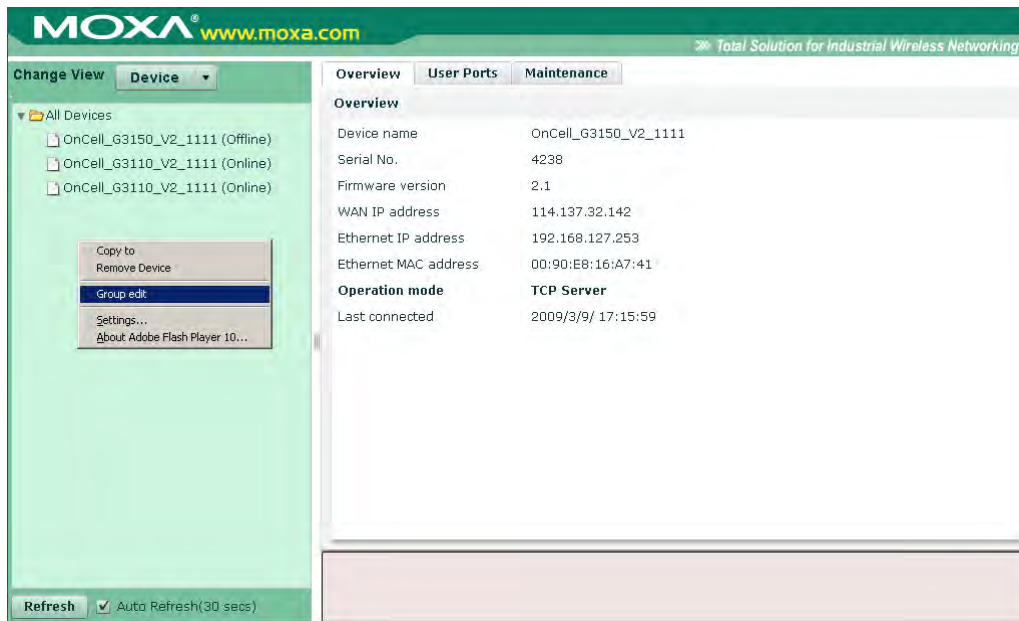 MOXA® www.moxa.com
Total Solution for Industrial Wireless Networking
Change View Device
All Devices
OnCell_G3150_V2_1111 (Offline)
OnCell_G3110_V2_1111 (Online)
OnCell_G3110_V2_1111 (Online)
Copy to
Remove Device
Group edit
Settings...
About Adobe Flash Player 10...
Refresh Auto Refresh(30 secs)
Overview User Ports Maintenance
Overview
Device name OnCell_G3150_V2_1111
Serial No. 4238
Firmware version 2.1
WAN IP address 114.137.32.142
Ethernet IP address 192.168.127.253
Ethernet MAC address 00:90:E8:16:A7:41
Operation mode TCP Server
Last connected 2009/3/9/ 17:15:59